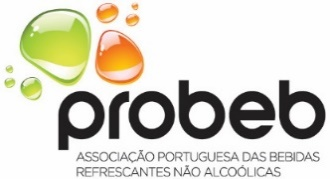 probeb
ASSOCIAÇÃO PORTUGUESA DAS BEBIDAS
REFRESCANTES NÃO ALCOÓLICAS